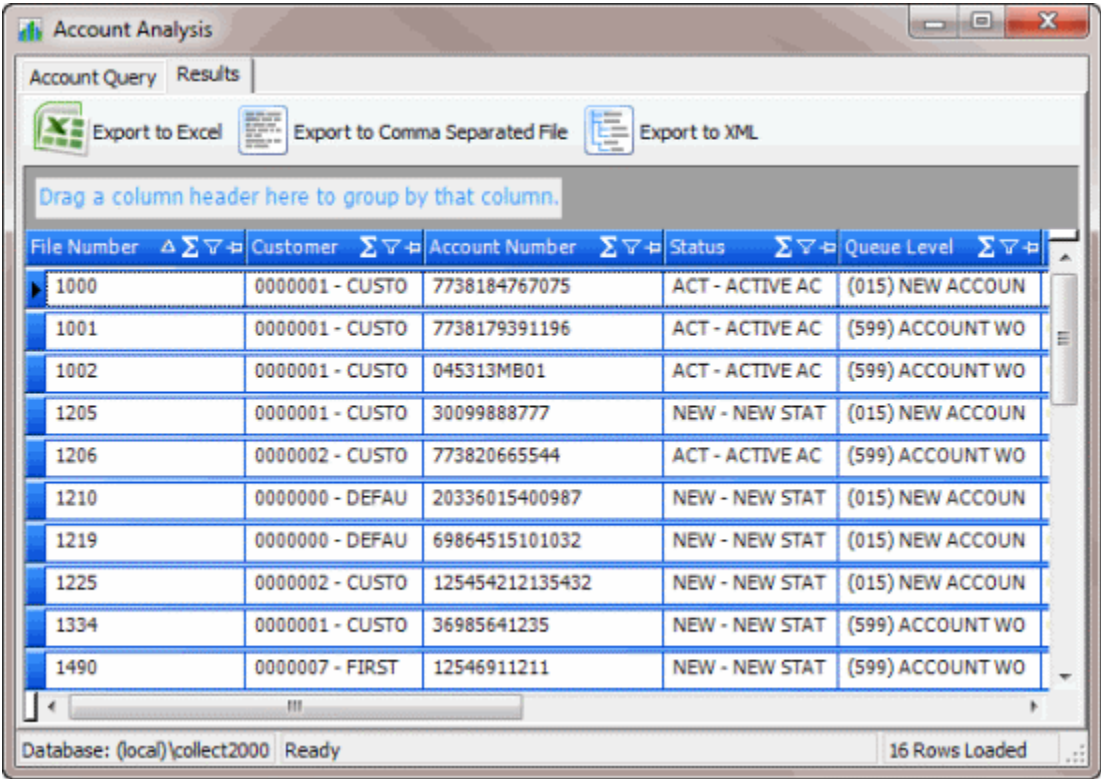 Account Analysis
Account Query Results
Export to Excel Export to Comma Separated File Export to XML
Drag a column header here to group by that column.
File Number Customer Account Number Status Queue Level
1000 0000001 - CUSTO 7738184767075 ACT - ACTIVE AC (015) NEW ACCOUN
1001 0000001 - CUSTO 7738179391196 ACT - ACTIVE AC (599) ACCOUNT WO
1002 0000001 - CUSTO 045313MB01 ACT - ACTIVE AC (599) ACCOUNT WO
1205 0000001 - CUSTO 30099888777 NEW - NEW STAT (015) NEW ACCOUN
1206 0000002 - CUSTO 773820665544 ACT - ACTIVE AC (599) ACCOUNT WO
1210 0000000 - DEFAU 20336015400987 NEW - NEW STAT (015) NEW ACCOUN
1219 0000000 - DEFAU 69864515101032 NEW - NEW STAT (015) NEW ACCOUN
1225 0000002 - CUSTO 125454212135432 NEW - NEW STAT (015) NEW ACCOUN
1334 0000001 - CUSTO 36985641235 NEW - NEW STAT (599) ACCOUNT WO
1490 0000007 - FIRST 12546911211 NEW - NEW STAT (599) ACCOUNT WO
Database: (local)\collect2000 Ready 16 Rows Loaded